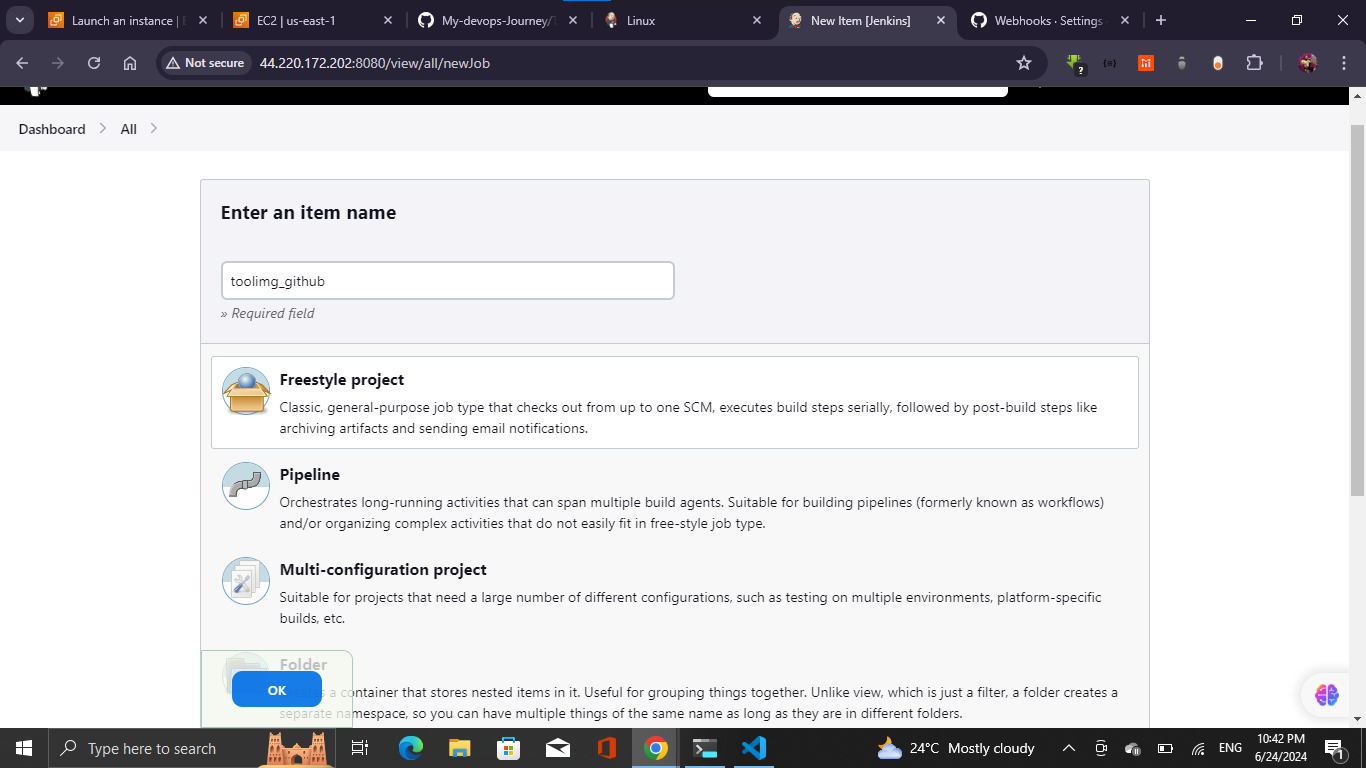 Launch an instance | E
EC2 | us-east-1
My-devops-Journey/
Linux
New Item [Jenkins]
Webhooks · Settings
Not secure
44.220.172.202:8080/view/all/newJob
Dashboard
All
Enter an item name
toolimg_github
» Required field
Freestyle project
Classic, general-purpose job type that checks out from up to one SCM, executes build steps serially, followed by post-build steps like
archiving artifacts and sending email notifications.
Pipeline
Orchestrates long-running activities that can span multiple build agents. Suitable for building pipelines (formerly known as workflows)
and/or organizing complex activities that do not easily fit in free-style job type.
Multi-configuration project
Suitable for projects that need a large number of different configurations, such as testing on multiple environments, platform-specific
builds, etc.
Folder
Creates a container that stores nested items in it. Useful for grouping things together. Unlike view, which is just a filter, a folder creates a
separate namespace, so you can have multiple things of the same name as long as they are in different folders.
OK
Type here to search
24°C Mostly cloudy
ENG
10:42 PM
6/24/2024
1